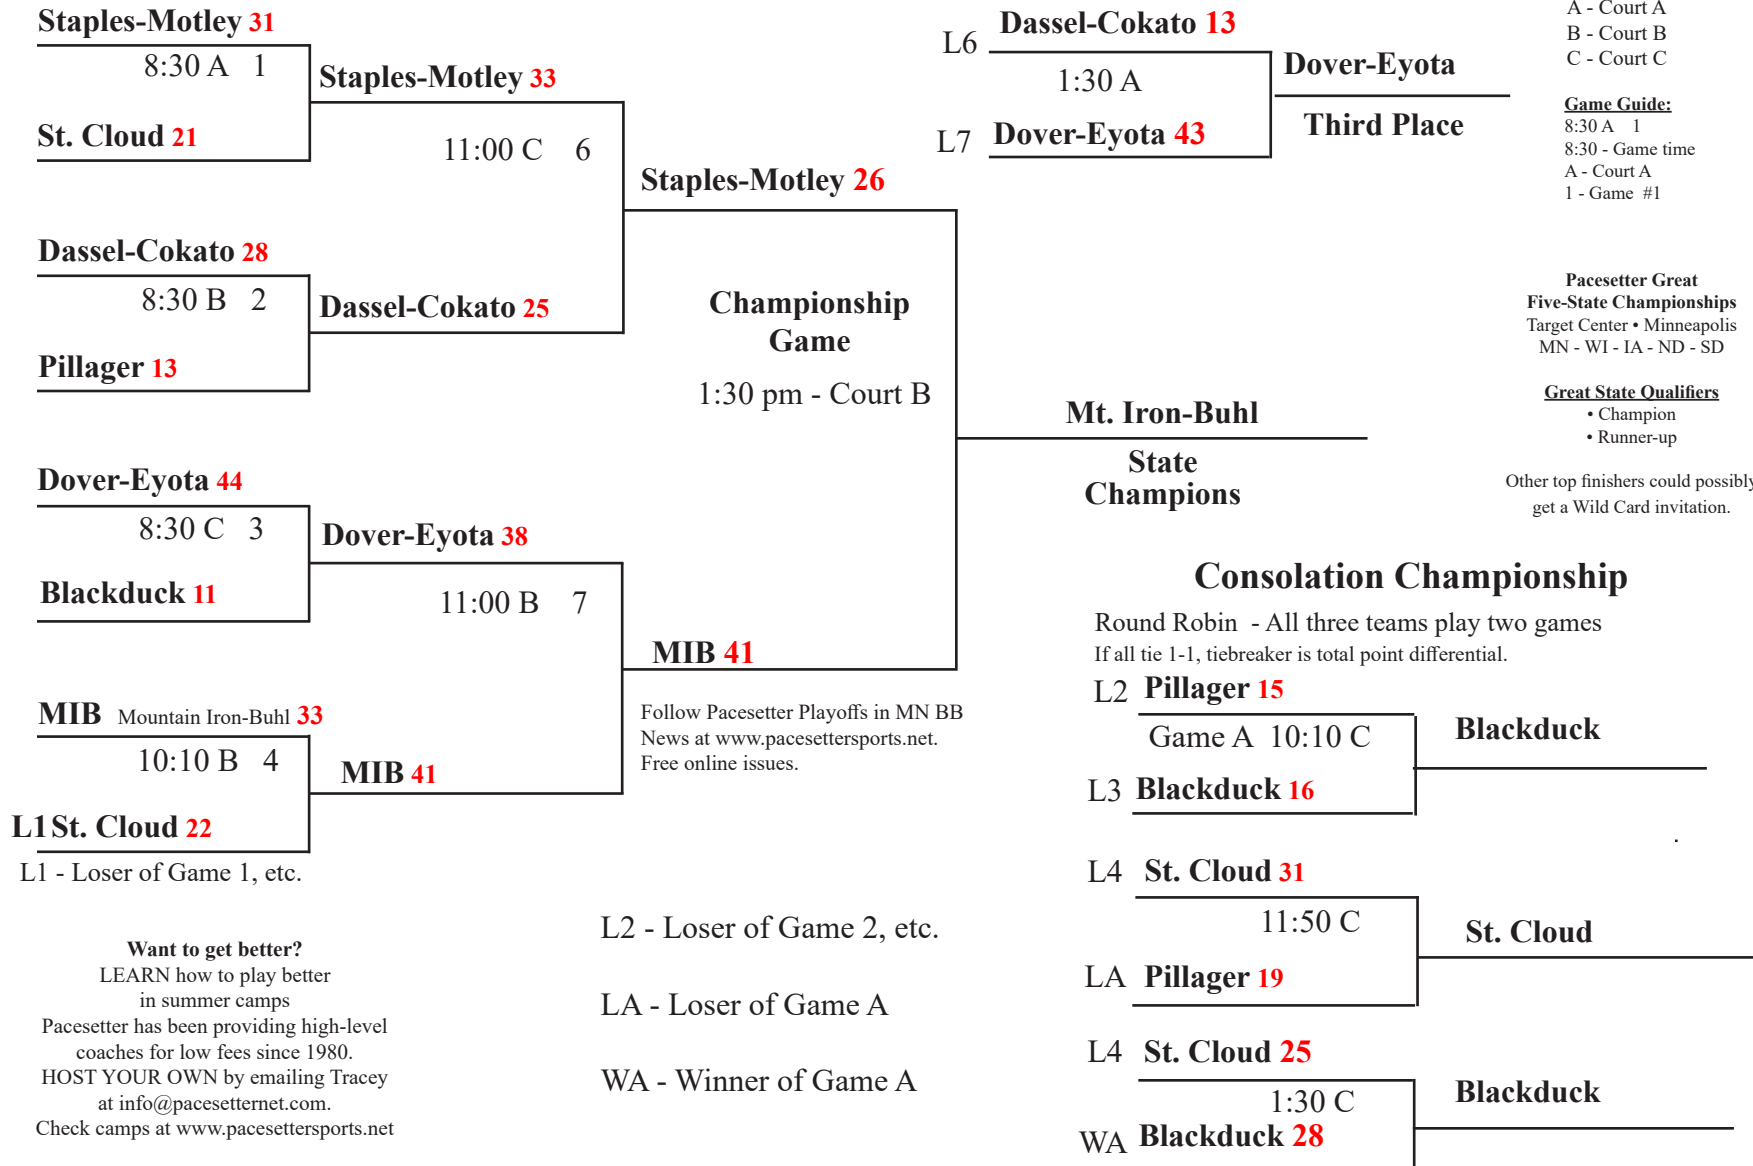 Staples-Motley 31
8:30 A 1
St. Cloud 21
Staples-Motley 33
11:00 C 6
Dassel-Cokato 28
8:30 B 2
Pillager 13
Dassel-Cokato 25
Staples-Motley 26
Championship
Game
1:30 pm - Court B
Dover-Eyota 44
8:30 C 3
Blackduck 11
Dover-Eyota 38
11:00 B 7
MIB Mountain Iron-Buhl 33
10:10 B 4
L1 St. Cloud 22
L1 - Loser of Game 1, etc.
MIB 41
MIB 41
Follow Pacesetter Playoffs in MN BB
News at www.pacesettersports.net.
Free online issues.
Mt. Iron-Buhl
State
Champions
L6 Dassel-Cokato 13
1:30 A
L7 Dover-Eyota 43
Dover-Eyota
Third Place
A - Court A
B - Court B
C - Court C
Game Guide:
8:30 A 1
8:30 - Game time
A - Court A
1 - Game #1
Pacesetter Great
Five-State Championships
Target Center • Minneapolis
MN - WI - IA - ND - SD
Great State Qualifiers
• Champion
• Runner-up
Other top finishers could possibly
get a Wild Card invitation.
Consolation Championship
Round Robin - All three teams play two games
If all tie 1-1, tiebreaker is total point differential.
L2 Pillager 15
Game A 10:10 C
L3 Blackduck 16
Blackduck
L4 St. Cloud 31
11:50 C
LA Pillager 19
St. Cloud
L4 St. Cloud 25
1:30 C
WA Blackduck 28
Blackduck
L2 - Loser of Game 2, etc.
LA - Loser of Game A
WA - Winner of Game A
Want to get better?
LEARN how to play better
in summer camps
Pacesetter has been providing high-level
coaches for low fees since 1980.
HOST YOUR OWN by emailing Tracey
at info@pacesetternet.com.
Check camps at www.pacesettersports.net